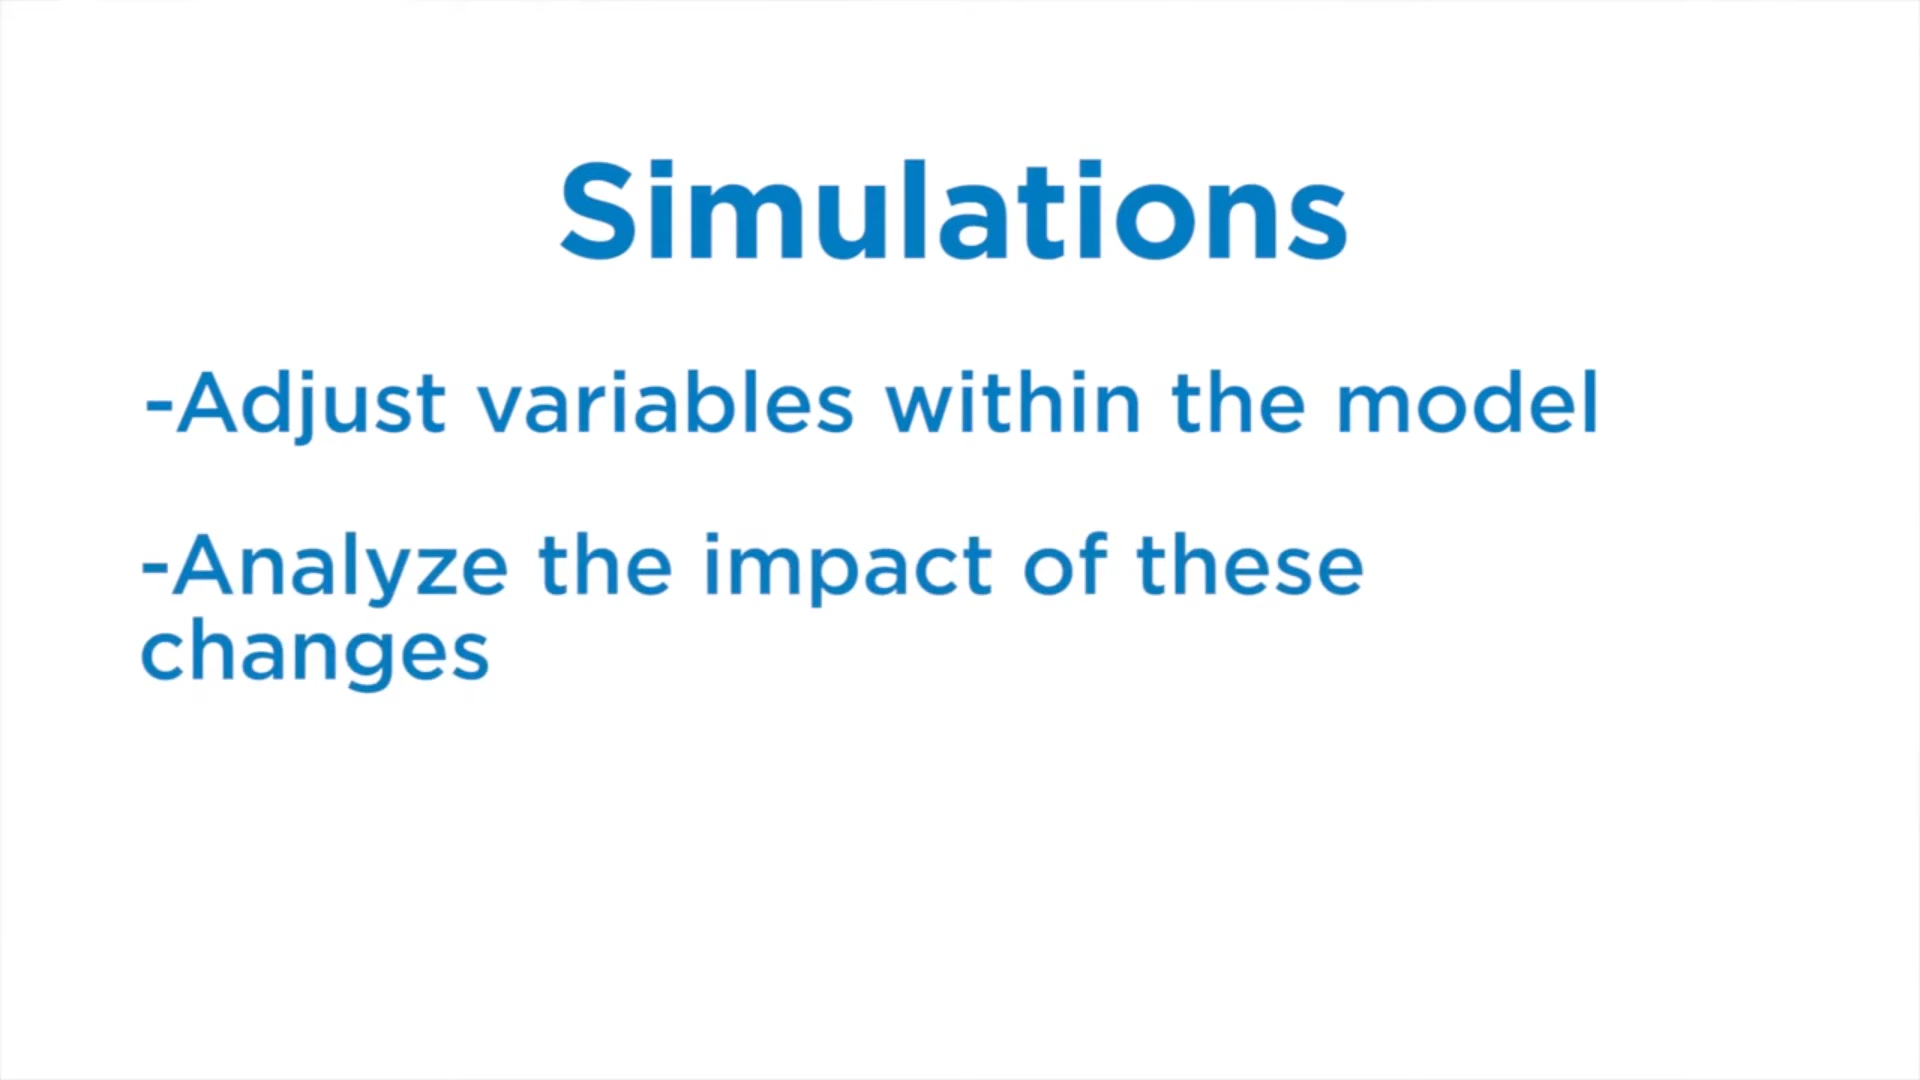 Simulations
-Adjust variables within the model
-Analyze the impact of these
changes